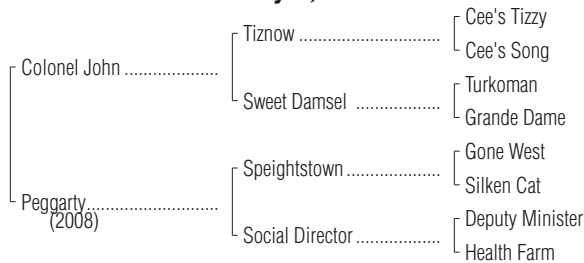 Cee's Tizzy
Tiznow
Cee's Song
Colonel John
Turkoman
Sweet Damsel
Grande Dame
Gone West
Speightstown
Silken Cat
Peggarty
(2008)
Deputy Minister
Social Director
Health Farm